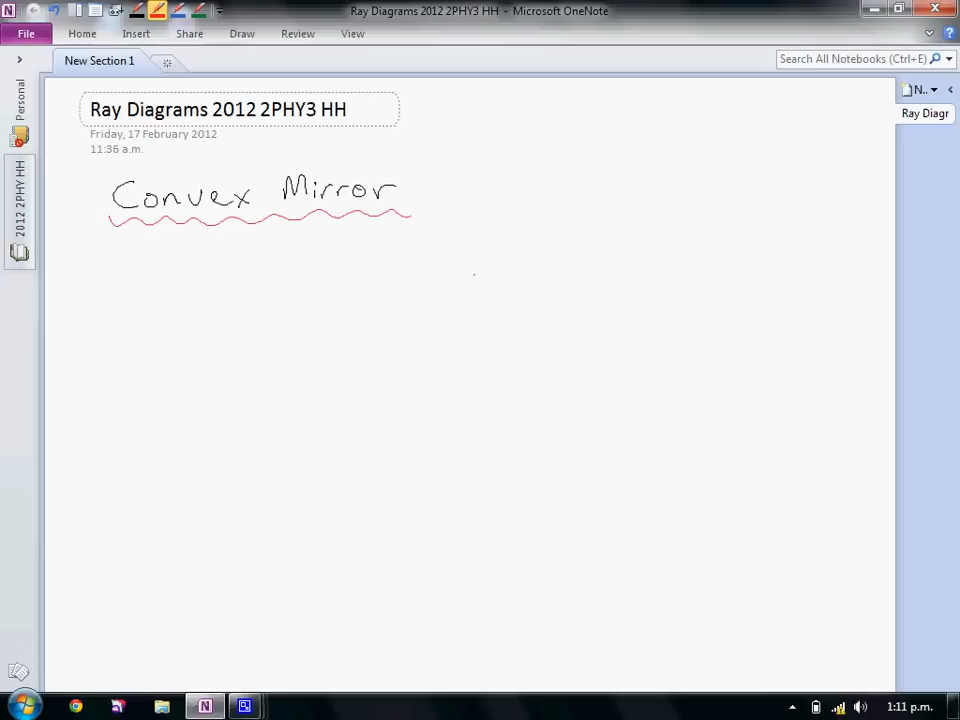 Ray Diagrams 2012 2PHY3 HH - Microsoft OneNote
File Home Insert Share Draw Review View
New Section 1
Search All Notebooks (Ctrl+E)
N..
Personal
2012 2PHY HH
Ray Diagr
Ray Diagrams 2012 2PHY3 HH
Friday, 17 February 2012
11:36 a.m.
Convex Mirror
1:11 p.m.